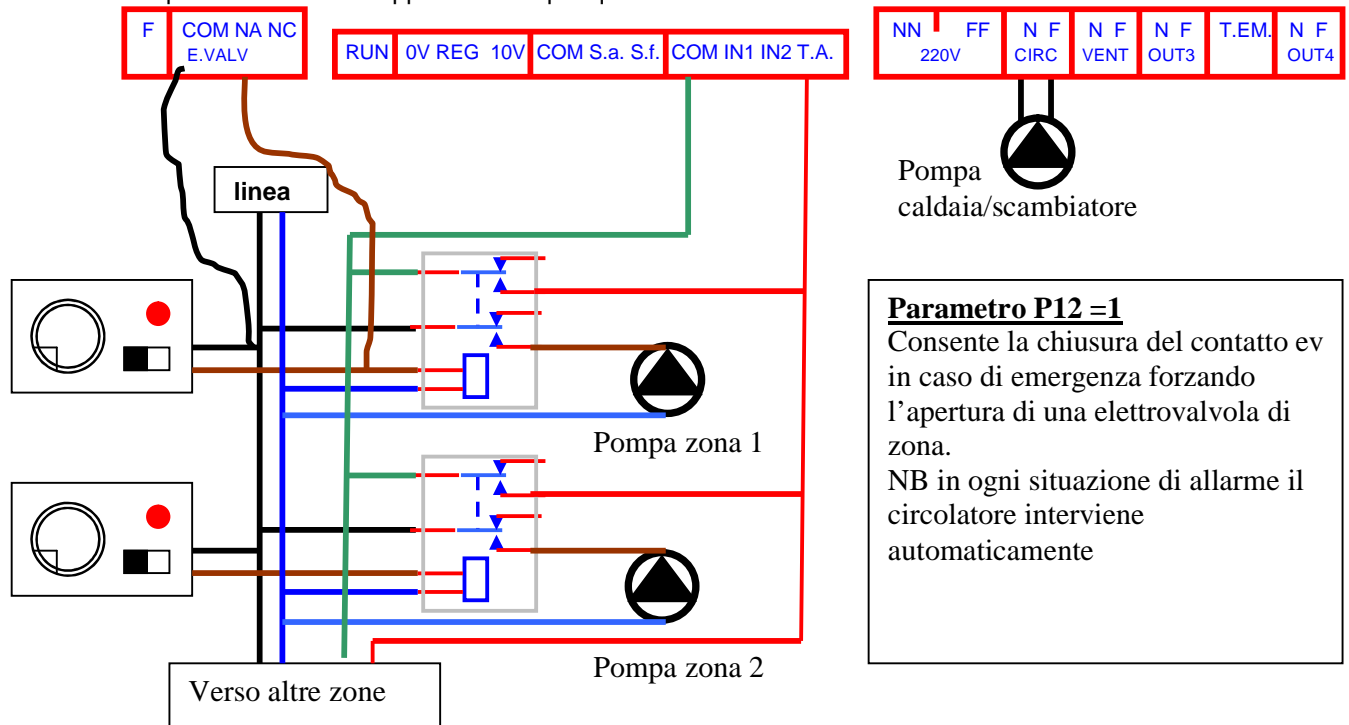 F COM NA NC
E.VALV
RUN 0V REG 10V COM S.a. S.f. COM IN1 IN2 T.A.
NN FF N F N F N F T.EM. N F
220V CIRC VENT OUT3 OUT4
linea
Pompa
caldaia/scambiatore
Pompa zona 1
Pompa zona 2
Verso altre zone
Parametro P12 =1
Consente la chiusura del contatto ev
in caso di emergenza forzando
l’apertura di una elettrovalvola di
zona.
NB in ogni situazione di allarme il
circolatore interviene
automaticamente